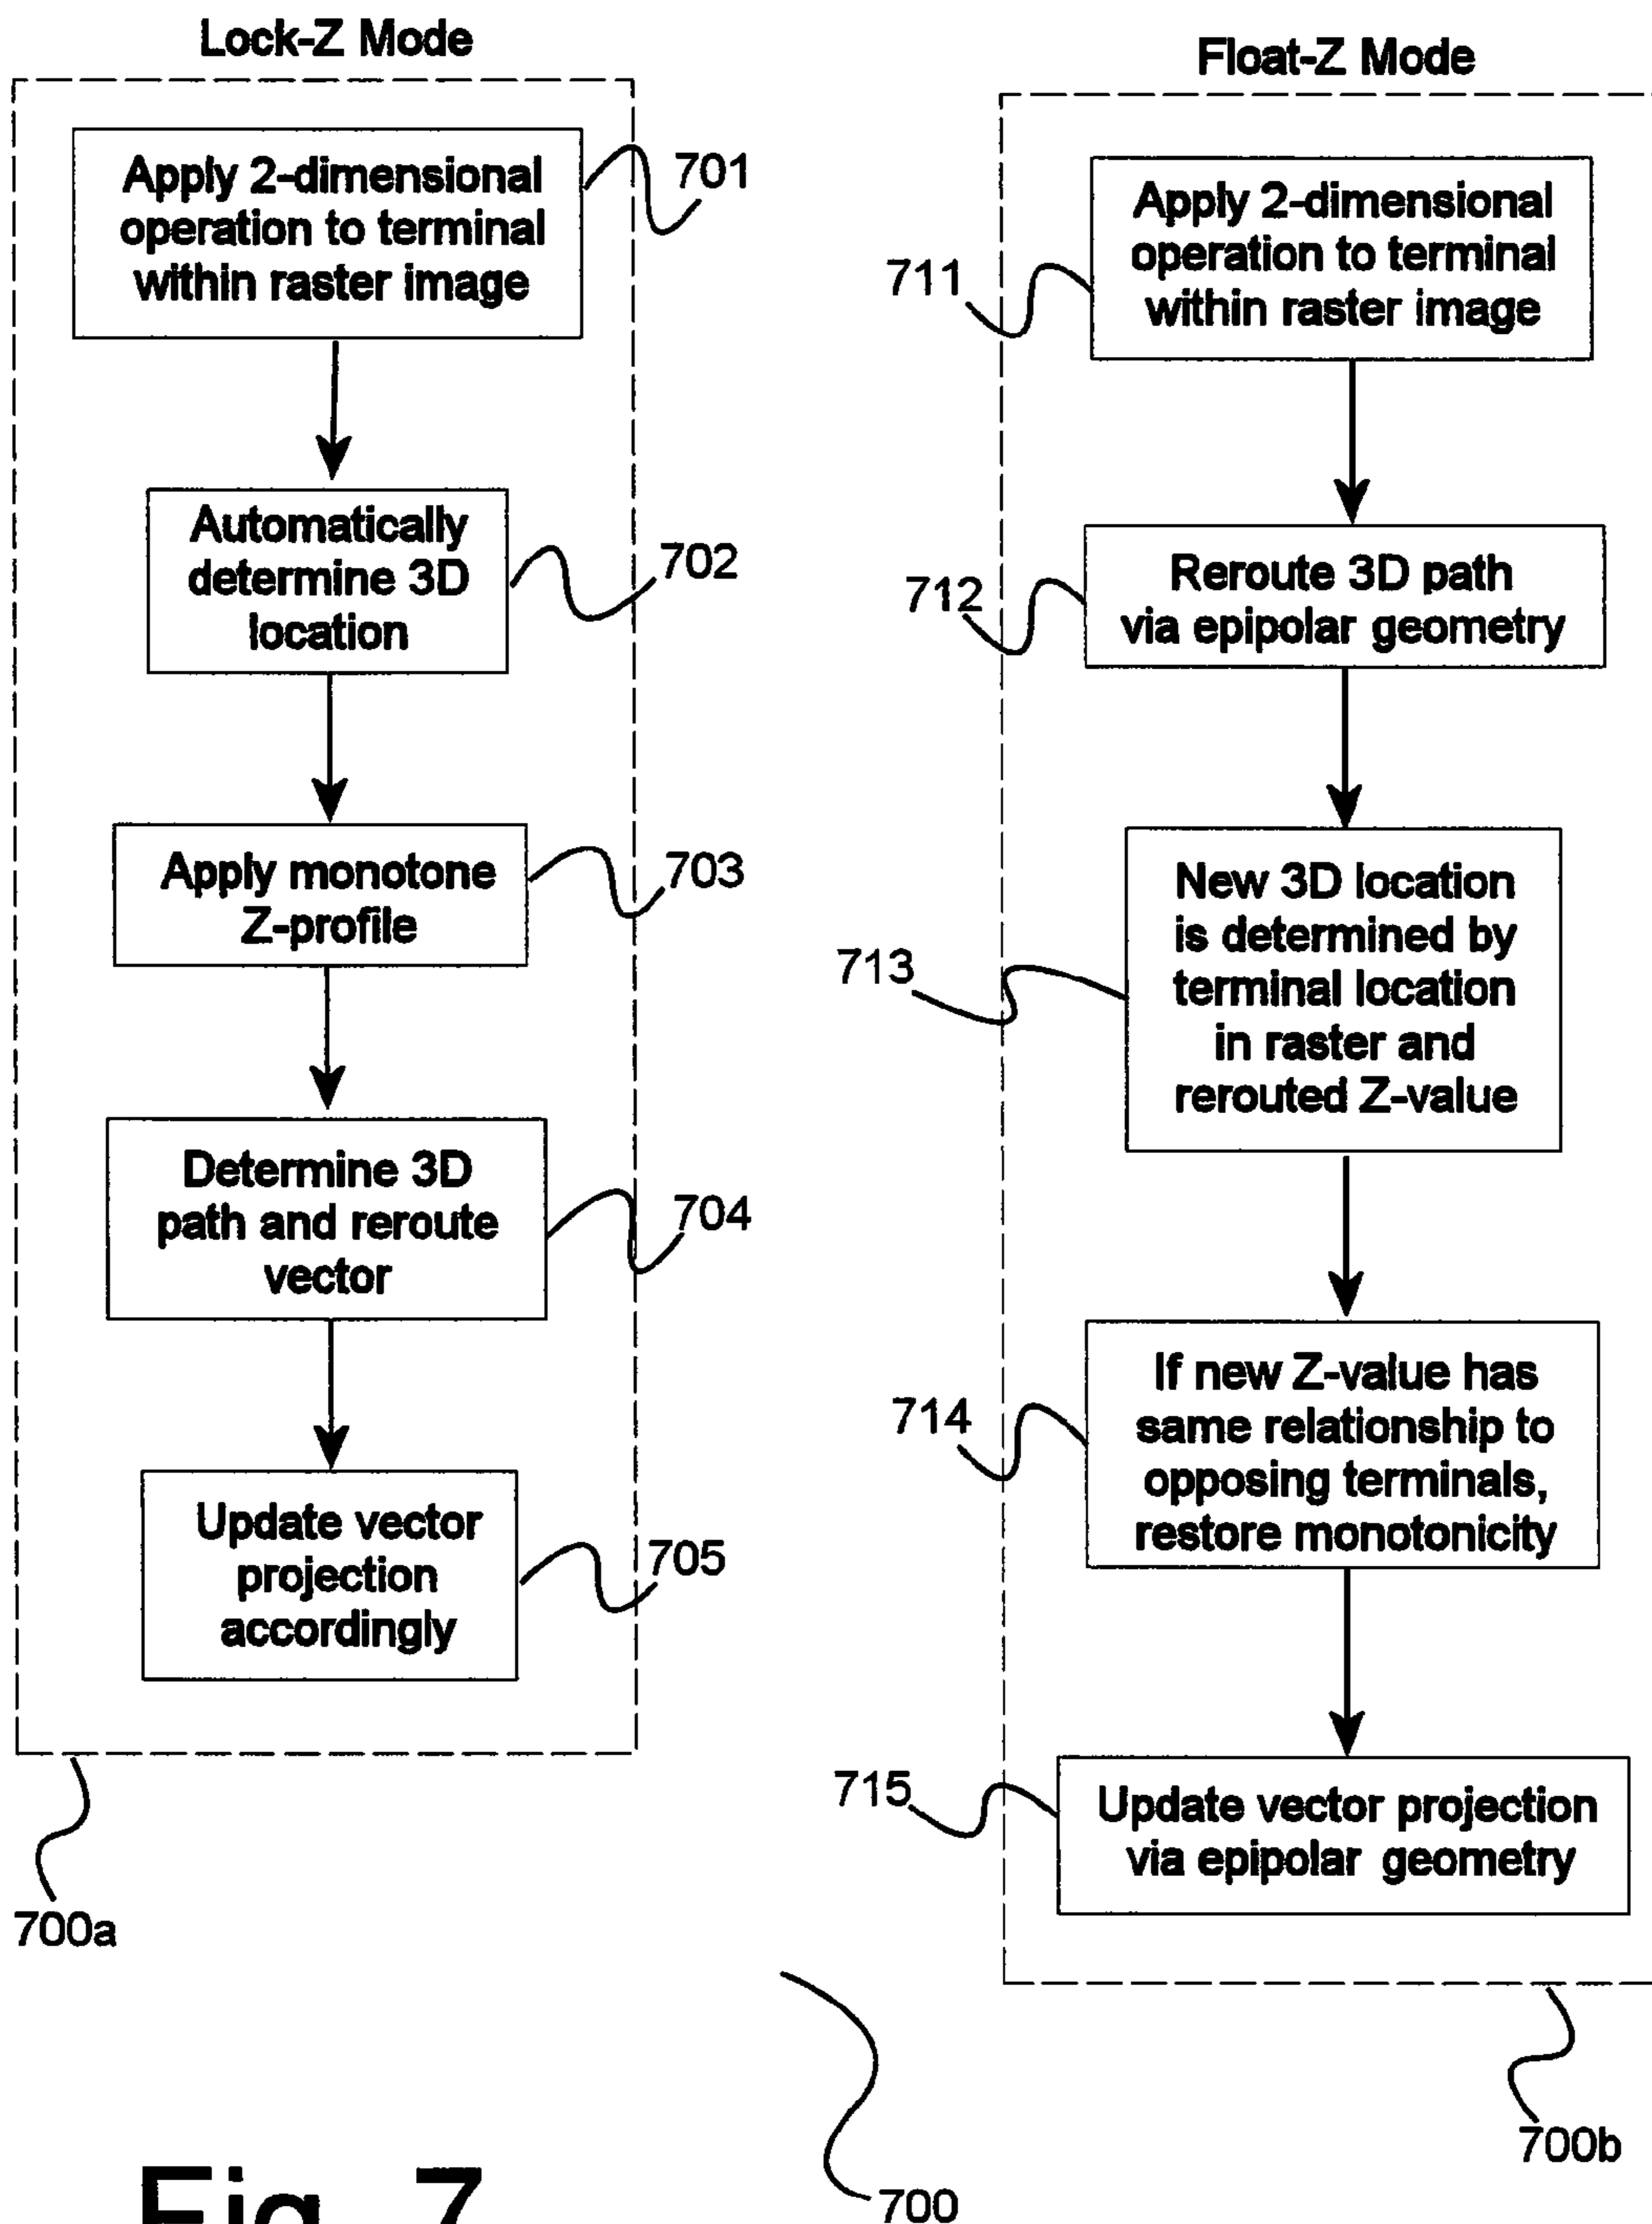 Lock-Z Mode
Apply 2-dimensional
operation to terminal
within raster image
701
Automatically
determine 3D
location
702
Apply monotone
Z-profile
703
Determine 3D
path and reroute
vector
704
Update vector
projection
accordingly
705
700a
Float-Z Mode
Apply 2-dimensional
operation to terminal
within raster image
711
Reroute 3D path
via epipolar geometry
712
New 3D location
is determined by
terminal location
in raster and
rerouted Z-value
713
If new Z-value has
same relationship to
opposing terminals,
restore monotonicity
714
Update vector projection
via epipolar geometry
715
700b
700
Fig. 7